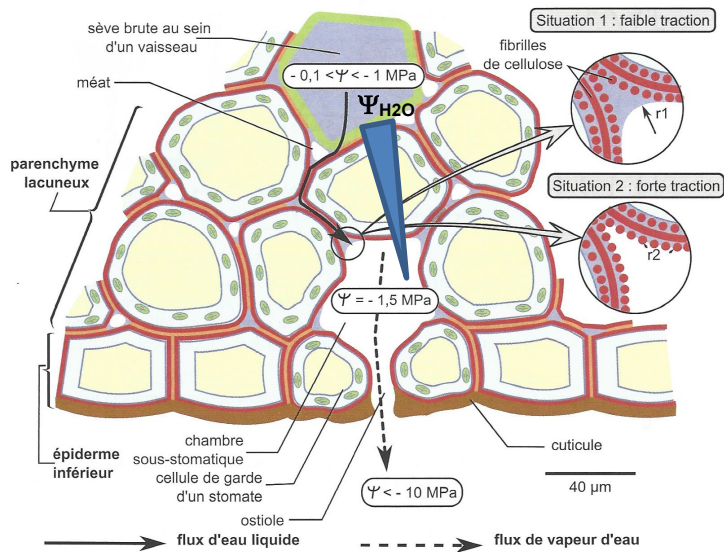 sève brute au sein
d'un vaisseau
méat
- 0,1 <Ψ< - 1 MPa
ΨH2O
Situation 1 : faible traction
fibrilles
de cellulose
r1
parenchyme
lacuneux
Situation 2 : forte traction
r2
Ψ = - 1,5 MPa
épiderme
inférieur
chambre
sous-stomatique
cellule de garde
d'un stomate
ostiole
Ψ < - 10 MPa
cuticule
40 µm
flux d'eau liquide
flux de vapeur d'eau